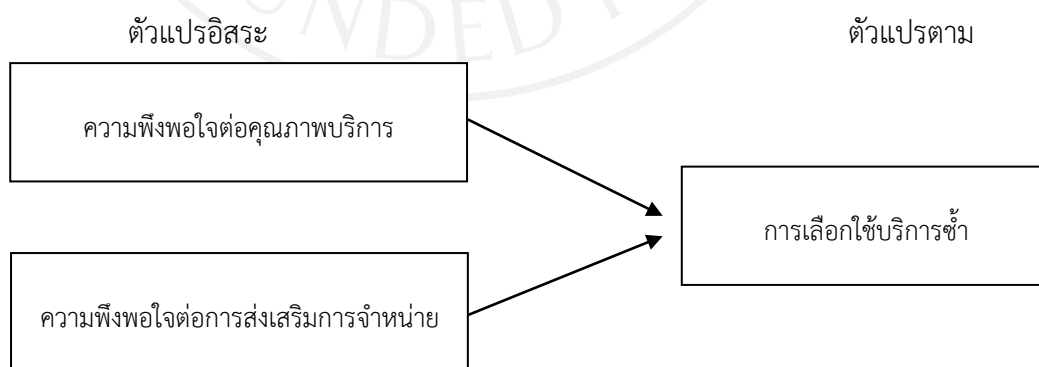 ตัวแปรอิสระ
ตัวแปรตาม
ความพึงพอใจต่อคุณภาพบริการ
การเลือกใช้บริการซ้ำ
ความพึงพอใจต่อการส่งเสริมการจำหน่าย